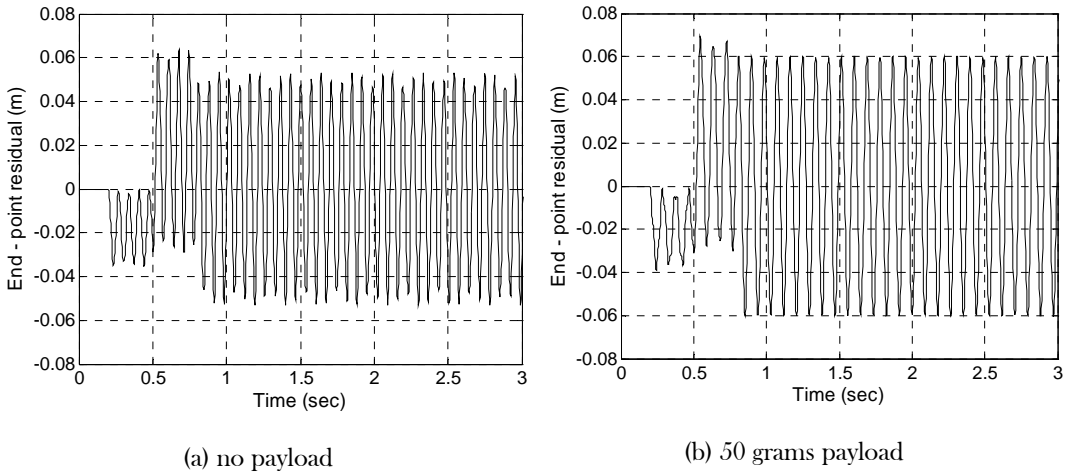 0.08
0.06
0.04
0.02
0
-0.02
-0.04
-0.06
-0.08
End - point residual (m)
0 0.5 1 1.5 2 2.5 3
Time (sec)
(a) no payload
0.08
0.06
0.04
0.02
0
-0.02
-0.04
-0.06
-0.08
End - point residual (m)
0 0.5 1 1.5 2 2.5 3
Time (sec)
(b) 50 grams payload